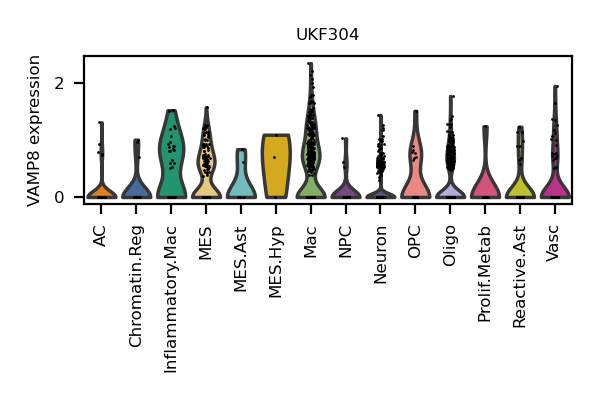 UKF304
VAMP8 expression
2
0
AC
Chromatin.Reg
Inflammatory.Mac
MES
MES.Ast
MES.Hyp
Mac
NPC
Neuron
OPC
Oligo
Prolif.Metab
Reactive.Ast
Vasc